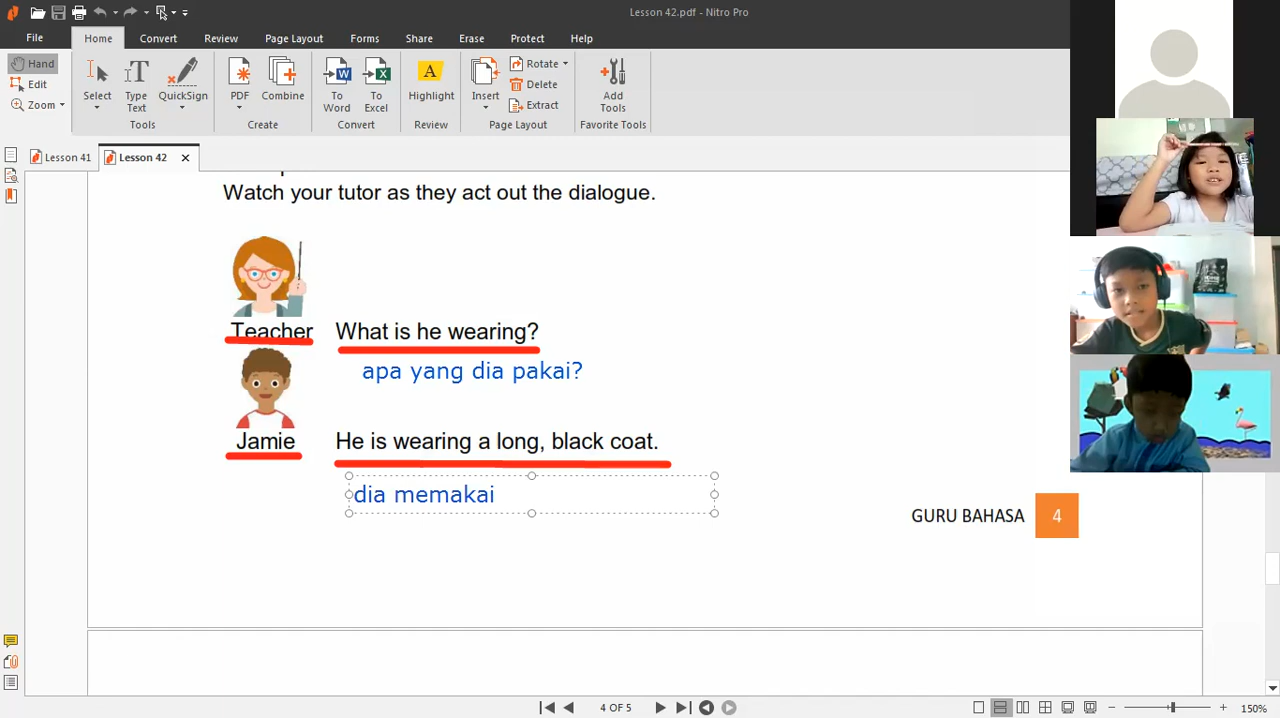 Lesson 42.pdf - Nitro Pro
File
Home
Convert
Review
Page Layout
Forms
Share
Erase
Protect
Help
Hand
Edit
Zoom
Select
Type
Text
QuickSign
Tools
PDF
Combine
Create
To
Word
To
Excel
Convert
Highlight
Review
Insert
Rotate
Delete
Extract
Page Layout
Add
Tools
Favorite Tools
Lesson 41
Lesson 42
Watch your tutor as they act out the dialogue.
Teacher What is he wearing?
apa yang dia pakai?
Jamie He is wearing a long, black coat.
dia memakai
GURU BAHASA 4
4 OF 5
150%